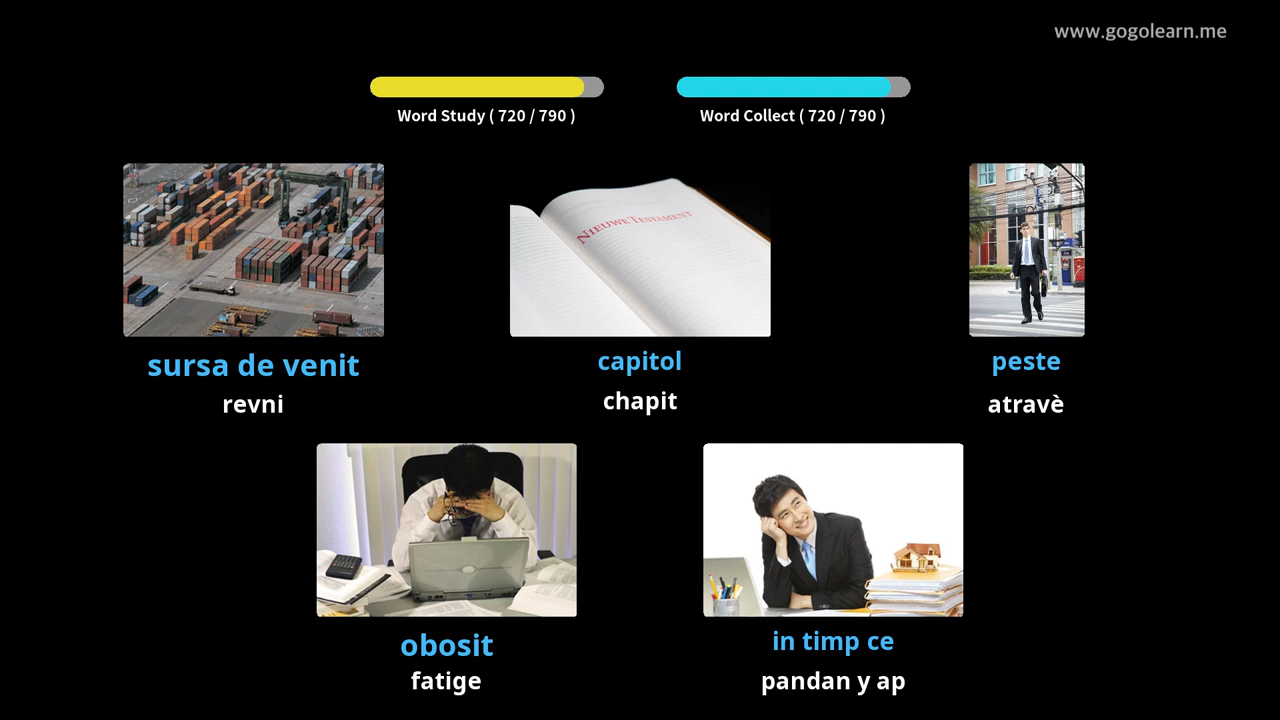 www.gogolearn.me
Word Study ( 720 / 790 )
Word Collect ( 720 / 790 )
NIEUWE TESTAMENT
sursa de venit
revni
capitol
chapit
peste
atravè
obosit
fatige
in timp ce
pandan y ap